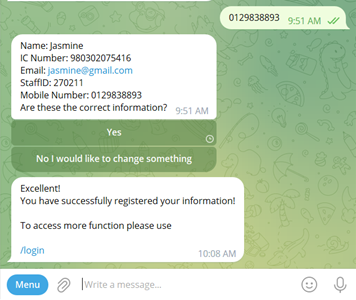 0129838893 9:51 AM
Name: Jasmine
IC Number: 980302075416
Email: jasmine@gmail.com
StaffID: 270211
Mobile Number: 0129838893
Are these the correct information? 9:51 AM
Yes
No I would like to change something
Excellent!
You have successfully registered your information!
To access more function please use
/login 10:08 AM
Menu Write a message...